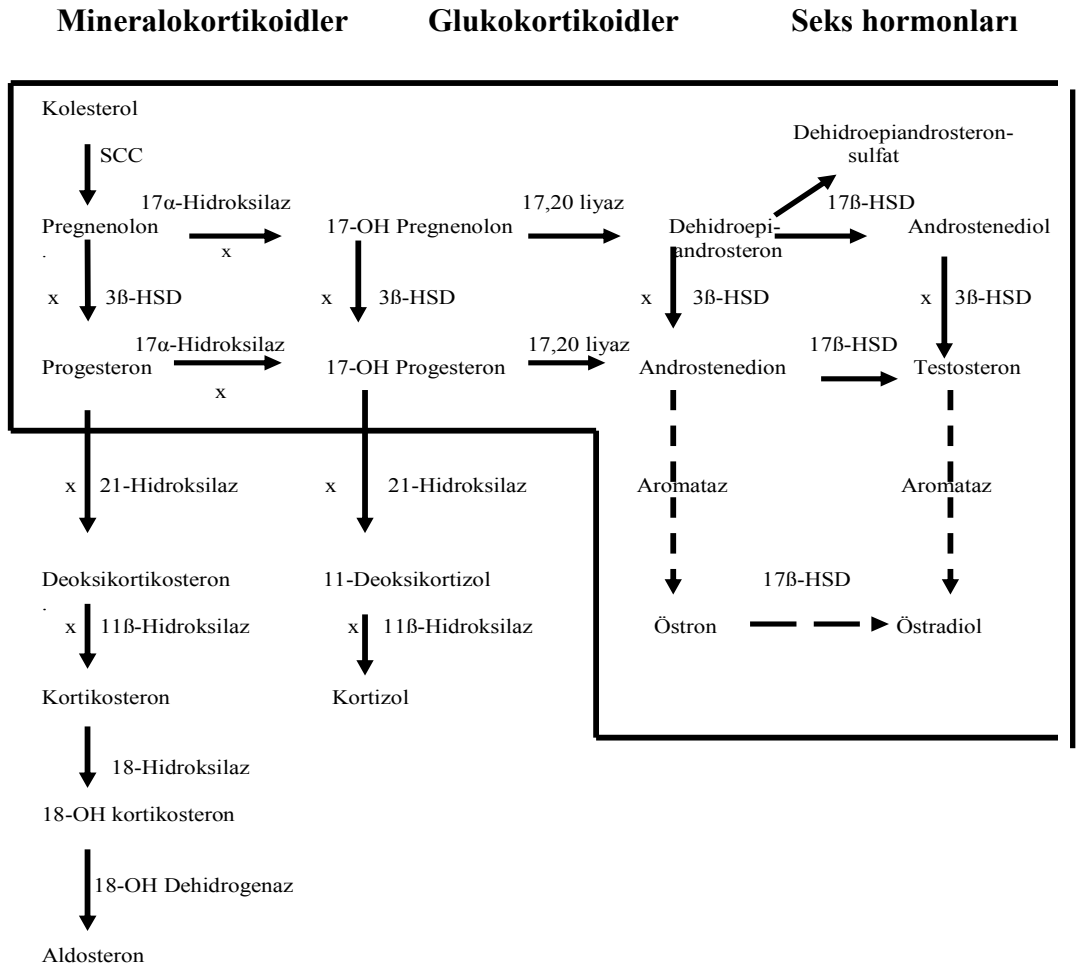 Mineralokortikoidler Glukokortikoidler Seks hormonları
Kolesterol
Dehidroepiandrosteron-
sulfat
SCC
17α-Hidroksilaz 17,20 liyaz 17ß-HSD
Pregnenolon 17-OH Pregnenolon Dehidroepi-
androsteron
Androstenediol
x
x 3ß-HSD x 3ß-HSD x 3ß-HSD x 3ß-HSD
17α-Hidroksilaz 17,20 liyaz 17ß-HSD
Progesteron 17-OH Progesteron Androstenedion Testosteron
x
x 21-Hidroksilaz x 21-Hidroksilaz Aromataz Aromataz
Deoksikortikosteron 11-Deoksikortizol 17ß-HSD
x 11ß-Hidroksilaz x 11ß-Hidroksilaz Östron Östradiol
Kortikosteron Kortizol
18-Hidroksilaz
18-OH kortikosteron
18-OH Dehidrogenaz
Aldosteron